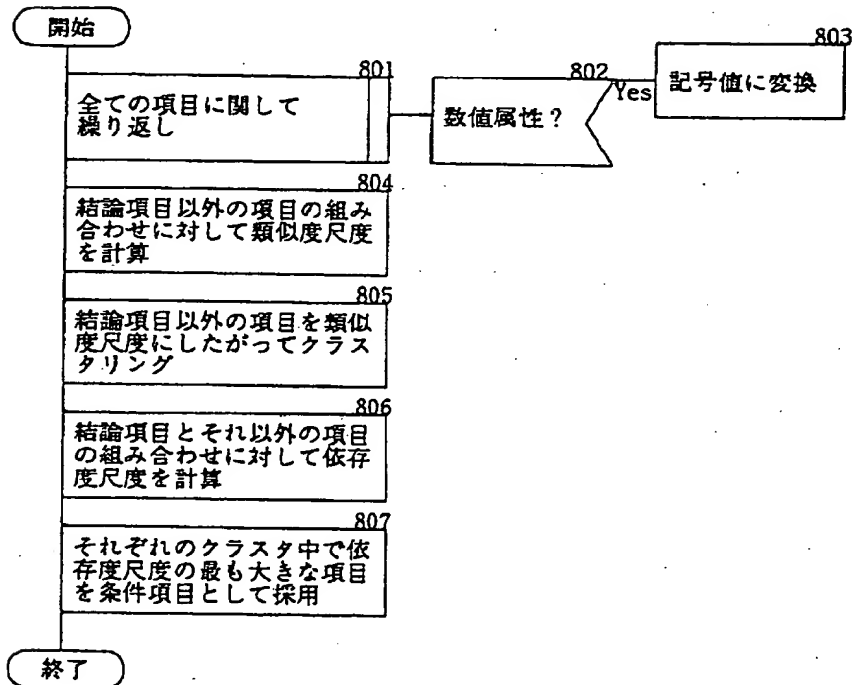 開始
801
全ての項目に関して
繰り返し
802
数値属性？
Yes
803
記号値に変換
804
結論項目以外の項目の組み
合わせに対して類似度尺度
を計算
805
結論項目以外の項目を類似
度尺度にしたがってクラス
タリング
806
結論項目とそれ以外の項目
の組み合わせに対して依存
度尺度を計算
807
それぞれのクラスタ中で依
存度尺度の最も大きな項目
を条件項目として採用
終了